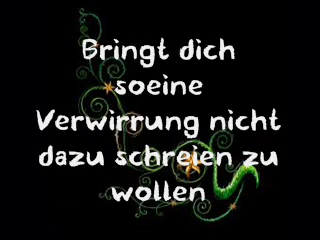 Bringt dich
soeine
Verwirrung nicht
dazu schreien zu
wollen